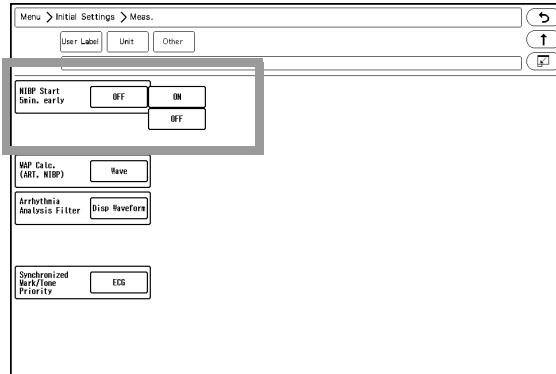 Menu > Initial Settings > Meas.
User Label Unit Other
NIBP Start
5min. early
OFF
ON
OFF
MAP Calc.
(ART, NIBP)
Wave
Arrhythmia
Analysis Filter
Disp Waveform
Synchronized
Mark/Tone
Priority
ECG